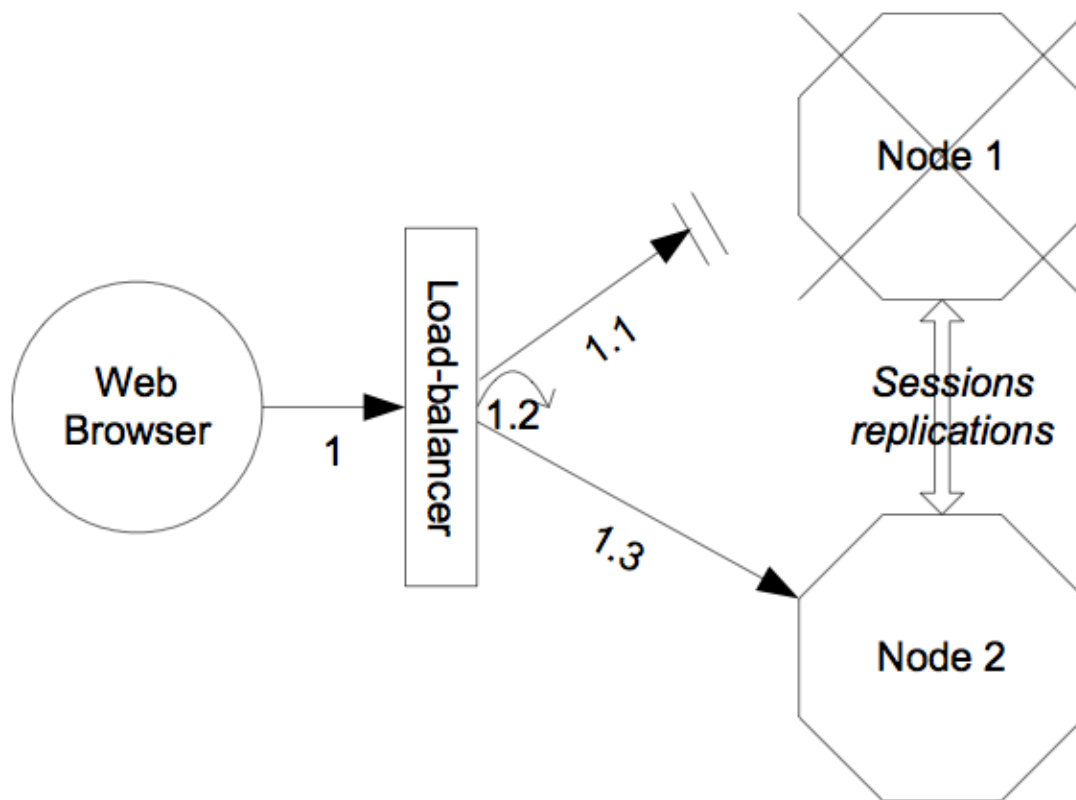 Node 1
1.1
Load-balancer
Web
Browser
1
1.2
Sessions
replications
1.3
Node 2